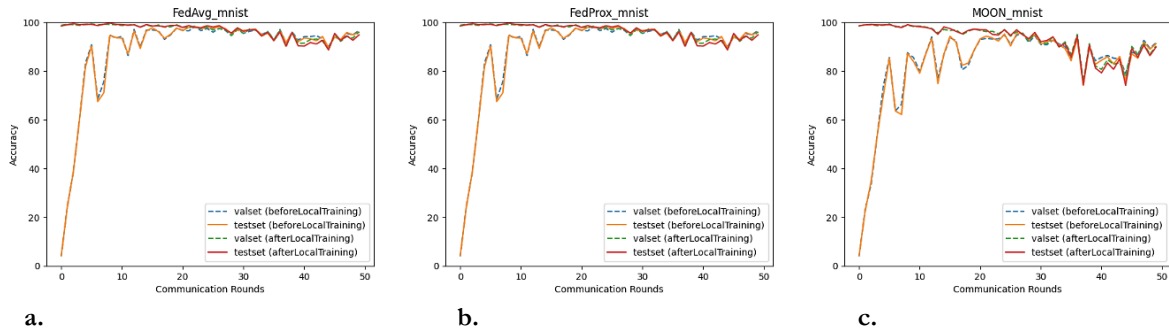 FedAvg_mnist
100
80
60
40
20
0
Accuracy
0 10 20 30 40 50
Communication Rounds
valset (beforeLocalTraining)
testset (beforeLocalTraining)
valset (afterLocalTraining)
testset (afterLocalTraining)
a.
FedProx_mnist
100
80
60
40
20
0
Accuracy
0 10 20 30 40 50
Communication Rounds
valset (beforeLocalTraining)
testset (beforeLocalTraining)
valset (afterLocalTraining)
testset (afterLocalTraining)
b.
MOON_mnist
100
80
60
40
20
0
Accuracy
0 10 20 30 40 50
Communication Rounds
valset (beforeLocalTraining)
testset (beforeLocalTraining)
valset (afterLocalTraining)
testset (afterLocalTraining)
c.